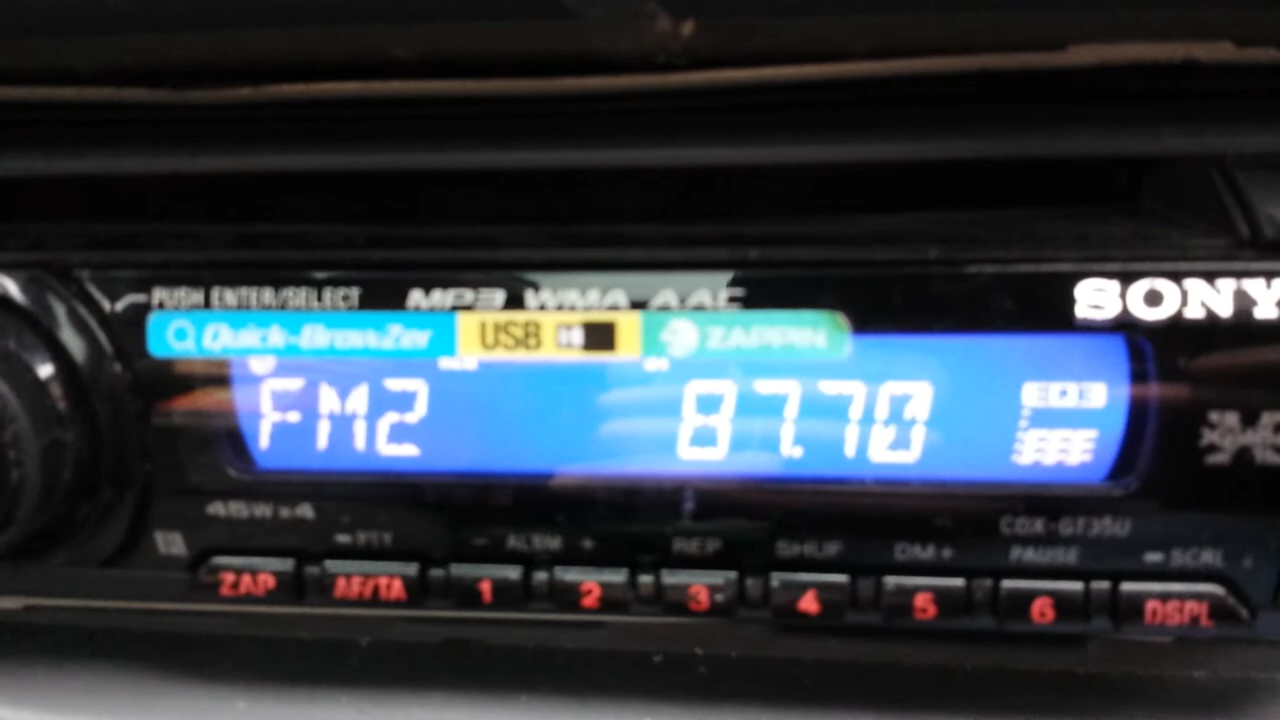 PUSH ENTER/SELECT MP3 WMA AAC SONY
Quick-BrowZer USB ZAPPIN
FM2 87.70 EQ3
45W x 4 CDX-GT35U
PTY - ALBM + REP SHUF DM+ PAUSE SCRL
ZAP AF/TA 1 2 3 4 5 6 DSPL